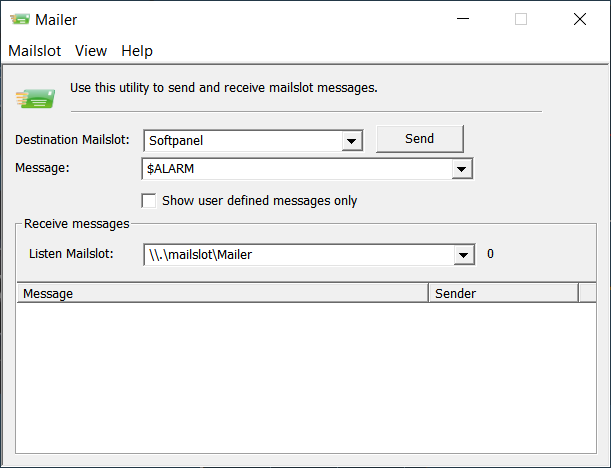 Mailer
Mailslot View Help
Use this utility to send and receive mailslot messages.
Destination Mailslot: Softpanel Send
Message: $ALARM
Show user defined messages only
Receive messages
Listen Mailslot: \\.\mailslot\Mailer 0
Message Sender